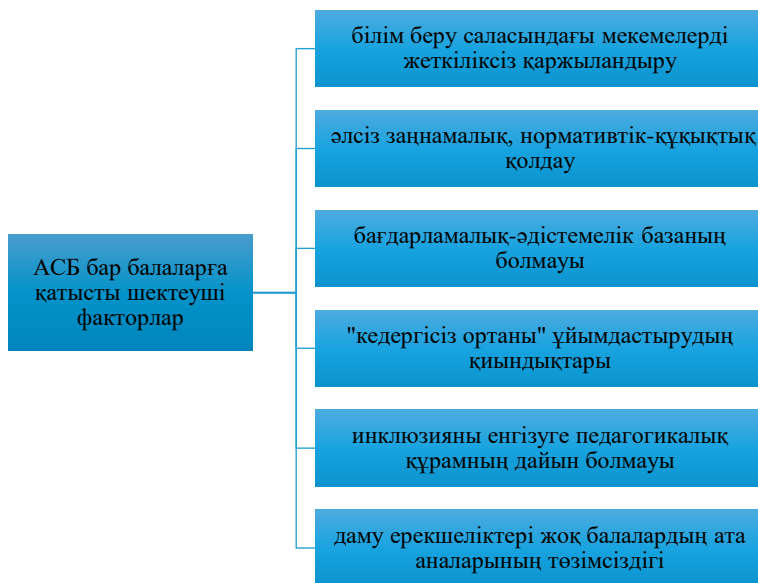 білім беру саласындағы мекемелерді
жеткіліксіз қаржыландыру
әлсіз заңнамалық, нормативтік-құқықтық
қолдау
бағдарламалық-әдістемелік базаның
болмауы
АСБ бар балаларға
қатысты шектеуші
факторлар
"кедергісіз ортаны" ұйымдастырудың
қиындықтары
инклюзияны енгізуге педагогикалық
құрамның дайын болмауы
даму ерекшеліктері жоқ балалардың ата
аналарының төзімсіздігі